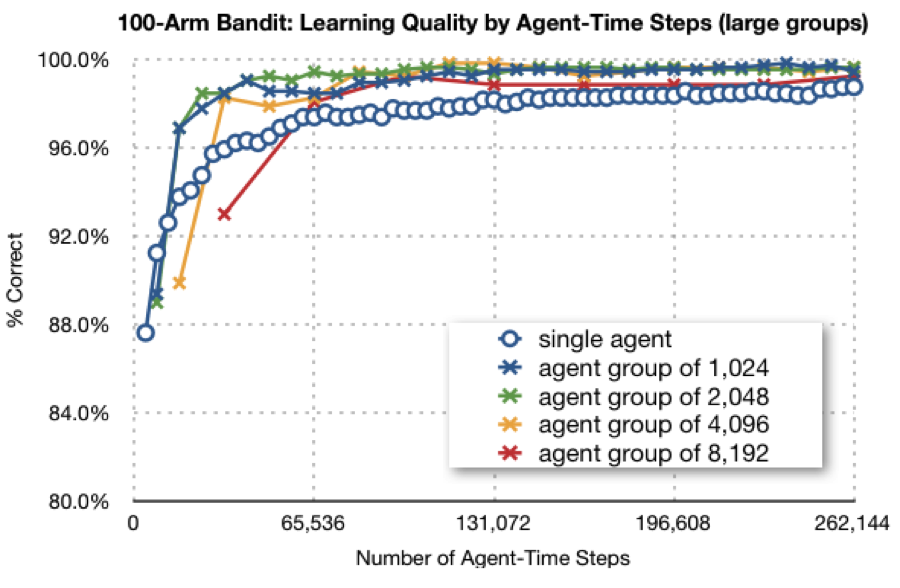 100-Arm Bandit: Learning Quality by Agent-Time Steps (large groups)
100.0%
96.0%
92.0%
88.0%
84.0%
80.0%
% Correct
single agent
agent group of 1,024
agent group of 2,048
agent group of 4,096
agent group of 8,192
0 65,536 131,072 196,608 262,144
Number of Agent-Time Steps